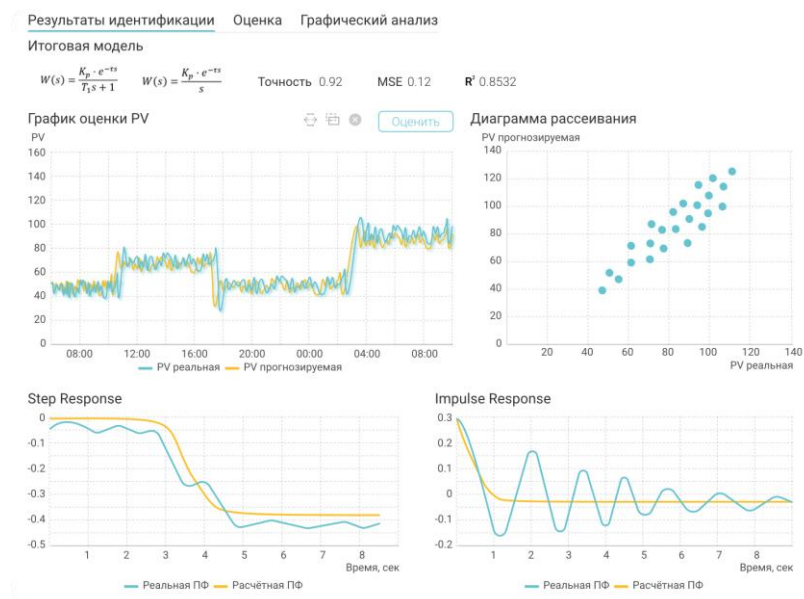 Результаты идентификации Оценка Графический анализ
Итоговая модель
W(s) = Kp · e^−τs / T1s + 1 W(s) = Kp · e^−τs / s Точность 0.92 MSE 0.12 R² 0.8532
График оценки PV Оценить
PV
160
140
120
100
80
60
40
20
0
08:00 12:00 16:00 20:00 00:00 04:00 08:00
PV реальная PV прогнозируемая
Диаграмма рассеивания
PV прогнозируемая
140
120
100
80
60
40
20
0
20 40 60 80 100 120 140
PV реальная
Step Response
0
-0.1
-0.2
-0.3
-0.4
-0.5
1 2 3 4 5 6 7 8
Время, сек
Реальная ПФ Расчётная ПФ
Impulse Response
0.3
0.2
0.1
0
-0.1
-0.2
1 2 3 4 5 6 7 8
Время, сек
Реальная ПФ Расчётная ПФ